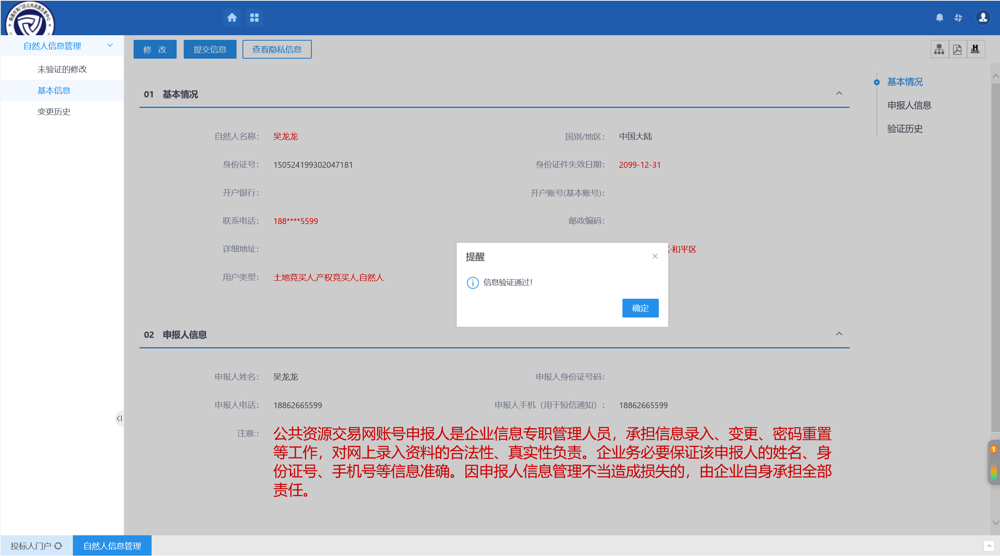 南通市海门区公共资源交易中心
自然人信息管理
未验证的修改
基本信息
变更历史
修 改
提交信息
查看隐私信息
01 基本情况
自然人名称： 吴龙龙
国别/地区： 中国大陆
身份证号： 150524199302047181
身份证件失效日期： 2099-12-31
开户银行：
开户账号(基本账号)：
联系电话： 188****5599
邮政编码：
详细地址：
·和平区
用户类型： 土地竞买人,产权竞买人,自然人
提醒
信息验证通过！
确定
02 申报人信息
申报人姓名： 吴龙龙
申报人身份证号码：
申报人电话： 18862665599
申报人手机（用于短信通知）： 18862665599
注意:： 公共资源交易网账号申报人是企业信息专职管理人员，承担信息录入、变更、密码重置
等工作，对网上录入资料的合法性、真实性负责。企业务必要保证该申报人的姓名、身
份证号、手机号等信息准确。因申报人信息管理不当造成损失的，由企业自身承担全部
责任。
基本情况
申报人信息
验证历史
1
投标人门户
自然人信息管理